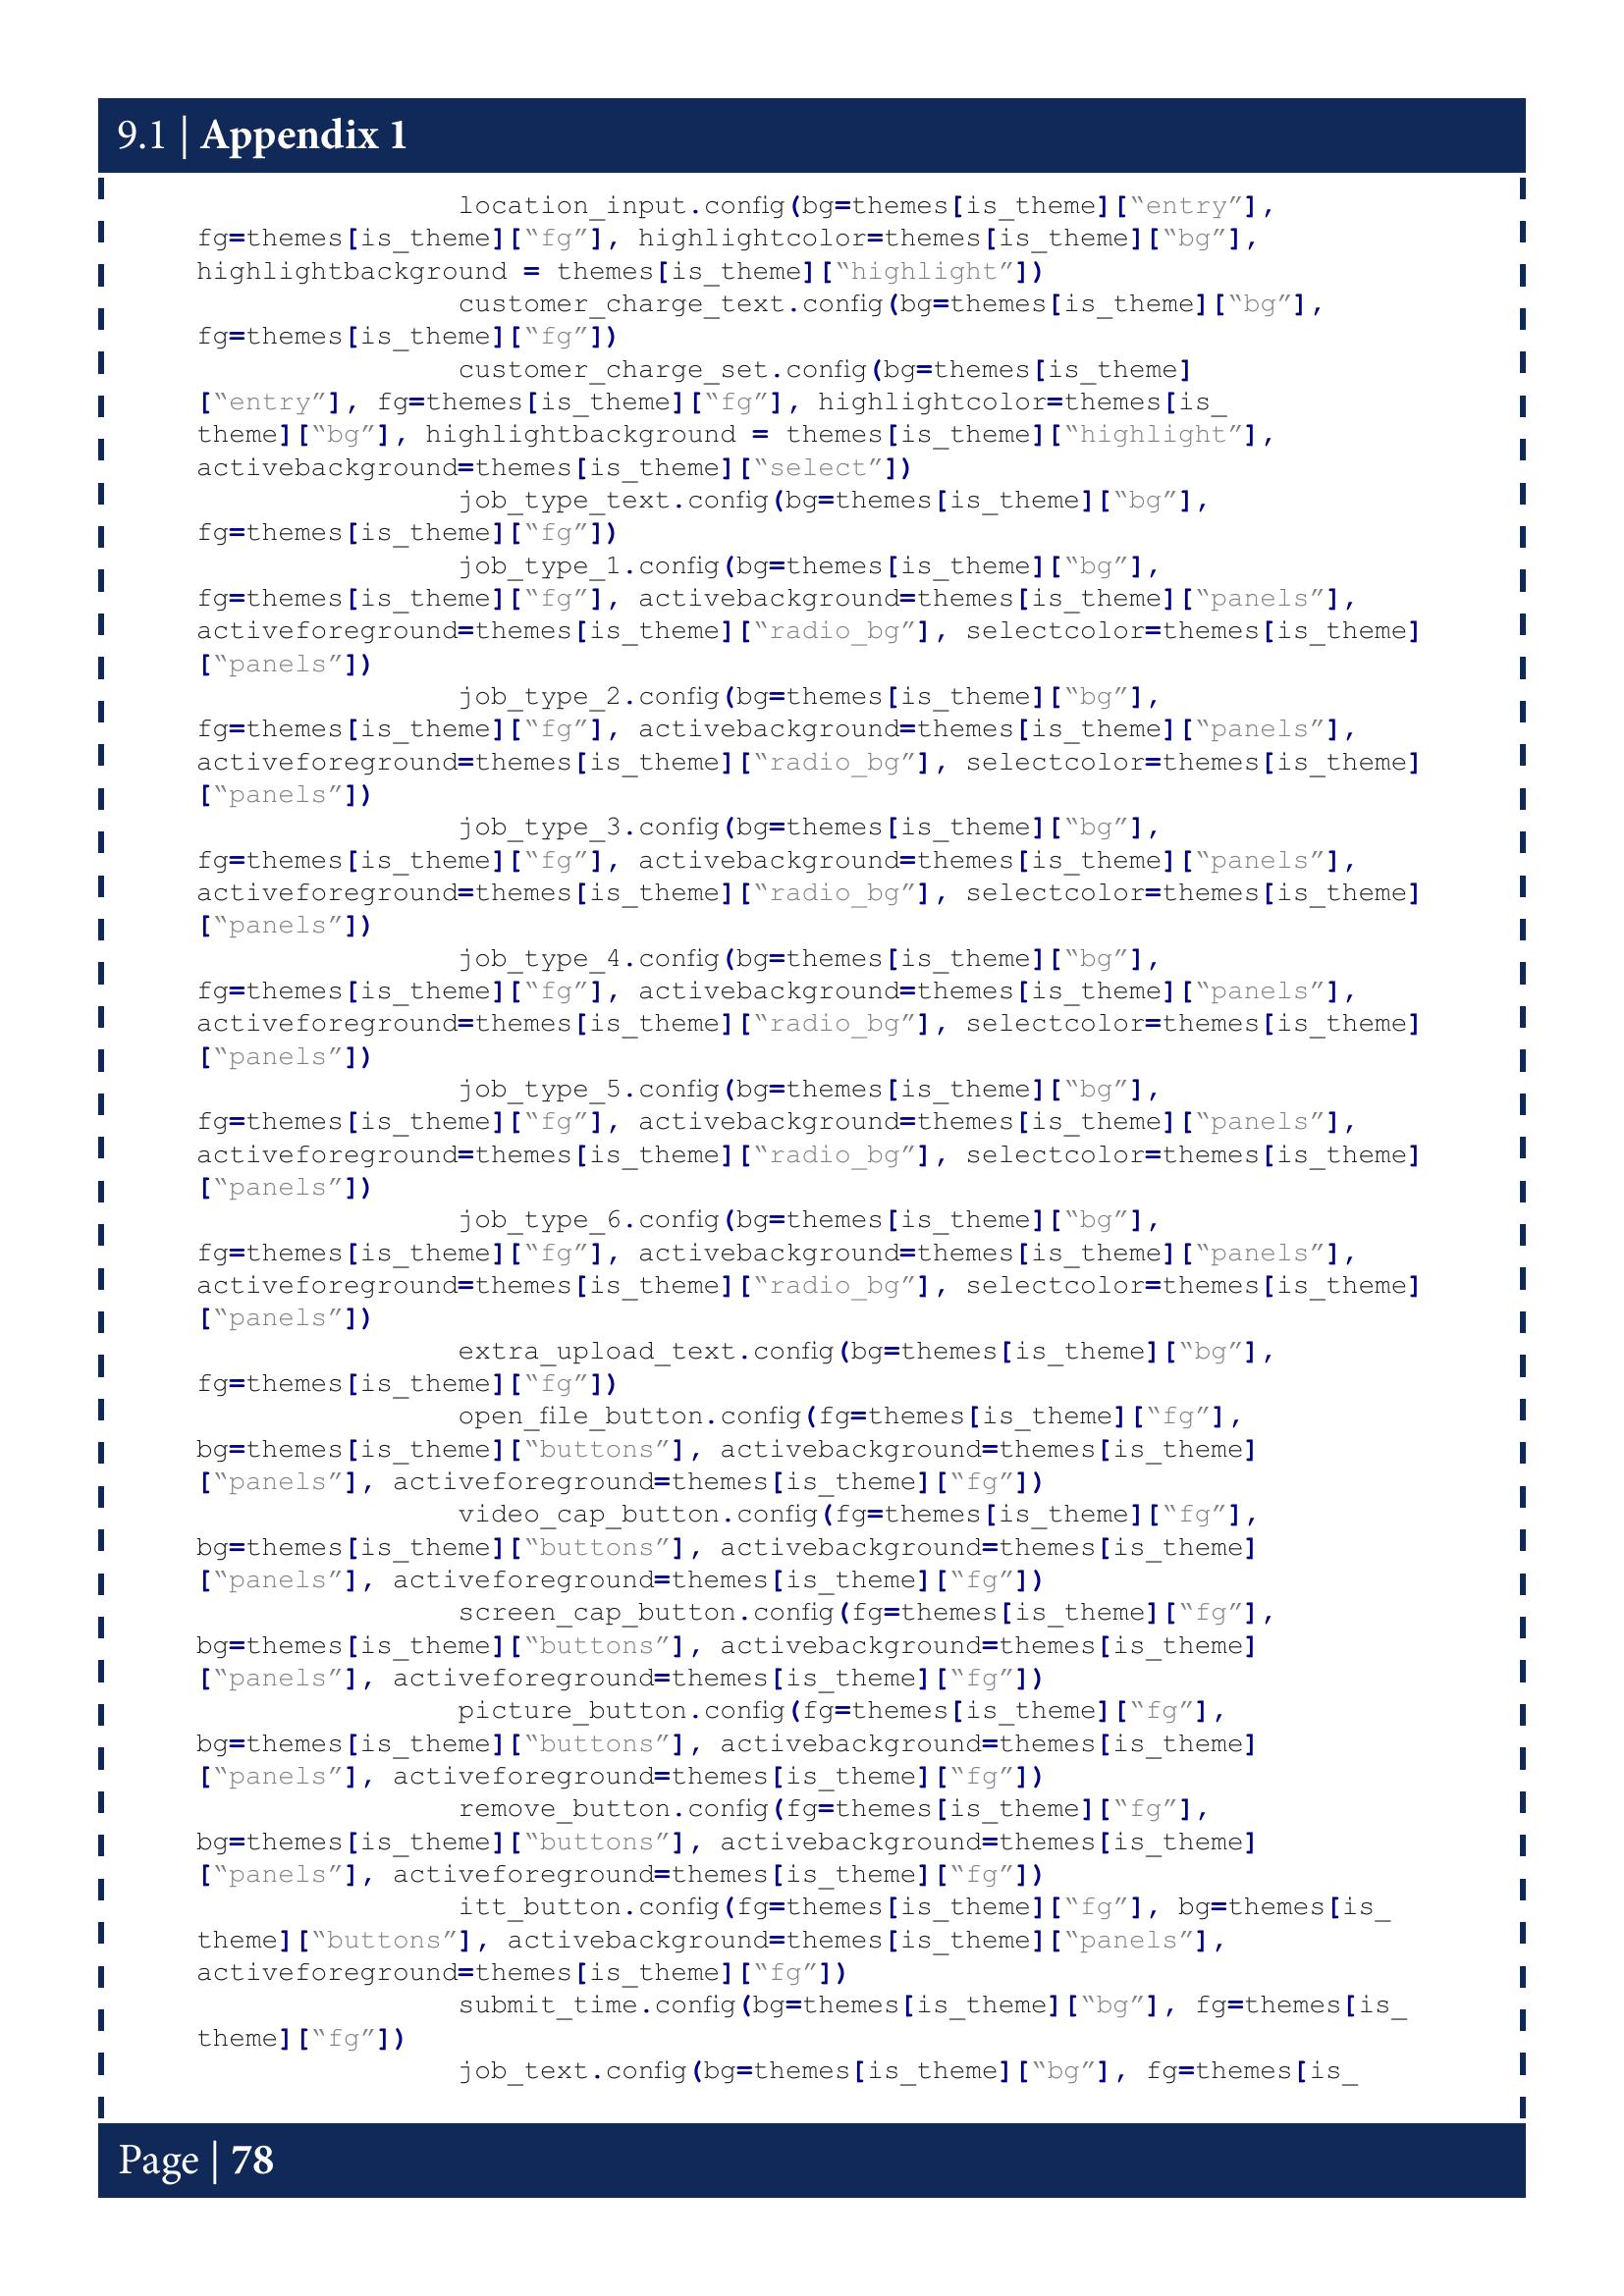 9.1 | Appendix 1
location_input.config(bg=themes[is_theme][“entry”],
fg=themes[is_theme][“fg”], highlightcolor=themes[is_theme][“bg”],
highlightbackground = themes[is_theme][“highlight”])
customer_charge_text.config(bg=themes[is_theme][“bg”],
fg=themes[is_theme][“fg”])
customer_charge_set.config(bg=themes[is_theme]
[“entry”], fg=themes[is_theme][“fg”], highlightcolor=themes[is_
theme][“bg”], highlightbackground = themes[is_theme][“highlight”],
activebackground=themes[is_theme][“select”])
job_type_text.config(bg=themes[is_theme][“bg”],
fg=themes[is_theme][“fg”])
job_type_1.config(bg=themes[is_theme][“bg”],
fg=themes[is_theme][“fg”], activebackground=themes[is_theme][“panels”],
activeforeground=themes[is_theme][“radio_bg”], selectcolor=themes[is_theme]
[“panels”])
job_type_2.config(bg=themes[is_theme][“bg”],
fg=themes[is_theme][“fg”], activebackground=themes[is_theme][“panels”],
activeforeground=themes[is_theme][“radio_bg”], selectcolor=themes[is_theme]
[“panels”])
job_type_3.config(bg=themes[is_theme][“bg”],
fg=themes[is_theme][“fg”], activebackground=themes[is_theme][“panels”],
activeforeground=themes[is_theme][“radio_bg”], selectcolor=themes[is_theme]
[“panels”])
job_type_4.config(bg=themes[is_theme][“bg”],
fg=themes[is_theme][“fg”], activebackground=themes[is_theme][“panels”],
activeforeground=themes[is_theme][“radio_bg”], selectcolor=themes[is_theme]
[“panels”])
job_type_5.config(bg=themes[is_theme][“bg”],
fg=themes[is_theme][“fg”], activebackground=themes[is_theme][“panels”],
activeforeground=themes[is_theme][“radio_bg”], selectcolor=themes[is_theme]
[“panels”])
job_type_6.config(bg=themes[is_theme][“bg”],
fg=themes[is_theme][“fg”], activebackground=themes[is_theme][“panels”],
activeforeground=themes[is_theme][“radio_bg”], selectcolor=themes[is_theme]
[“panels”])
extra_upload_text.config(bg=themes[is_theme][“bg”],
fg=themes[is_theme][“fg”])
open_file_button.config(fg=themes[is_theme][“fg”],
bg=themes[is_theme][“buttons”], activebackground=themes[is_theme]
[“panels”], activeforeground=themes[is_theme][“fg”])
video_cap_button.config(fg=themes[is_theme][“fg”],
bg=themes[is_theme][“buttons”], activebackground=themes[is_theme]
[“panels”], activeforeground=themes[is_theme][“fg”])
screen_cap_button.config(fg=themes[is_theme][“fg”],
bg=themes[is_theme][“buttons”], activebackground=themes[is_theme]
[“panels”], activeforeground=themes[is_theme][“fg”])
picture_button.config(fg=themes[is_theme][“fg”],
bg=themes[is_theme][“buttons”], activebackground=themes[is_theme]
[“panels”], activeforeground=themes[is_theme][“fg”])
remove_button.config(fg=themes[is_theme][“fg”],
bg=themes[is_theme][“buttons”], activebackground=themes[is_theme]
[“panels”], activeforeground=themes[is_theme][“fg”])
itt_button.config(fg=themes[is_theme][“fg”], bg=themes[is_
theme][“buttons”], activebackground=themes[is_theme][“panels”],
activeforeground=themes[is_theme][“fg”])
submit_time.config(bg=themes[is_theme][“bg”], fg=themes[is_
theme][“fg”])
job_text.config(bg=themes[is_theme][“bg”], fg=themes[is_
Page | 78